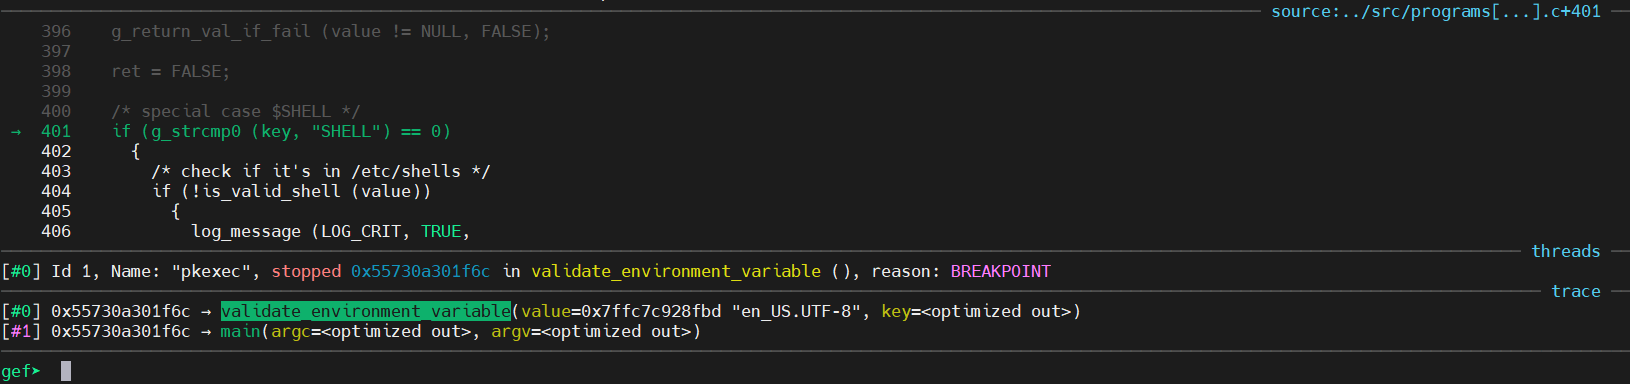 source:../src/programs[...].c+401
396 g_return_val_if_fail (value != NULL, FALSE);
397
398 ret = FALSE;
399
400 /* special case $SHELL */
→ 401 if (g_strcmp0 (key, "SHELL") == 0)
402 {
403 /* check if it's in /etc/shells */
404 if (!is_valid_shell (value))
405 {
406 log_message (LOG_CRIT, TRUE,
threads
[#0] Id 1, Name: "pkexec", stopped 0x55730a301f6c in validate_environment_variable (), reason: BREAKPOINT
trace
[#0] 0x55730a301f6c → validate_environment_variable(value=0x7ffc7c928fbd "en_US.UTF-8", key=<optimized out>)
[#1] 0x55730a301f6c → main(argc=<optimized out>, argv=<optimized out>)
gef➤